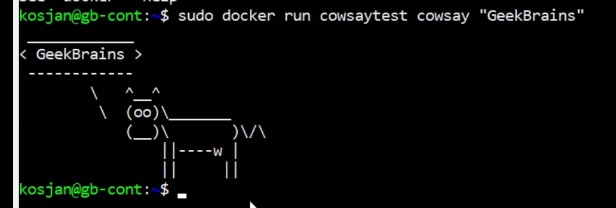 kosjan@gb-cont:~$ sudo docker run cowsaytest cowsay "GeekBrains"
 ____________
< GeekBrains >
 ------------
        \   ^__^
         \  (oo)\_______
            (__)\       )\/\
                ||----w |
                ||     ||
kosjan@gb-cont:~$